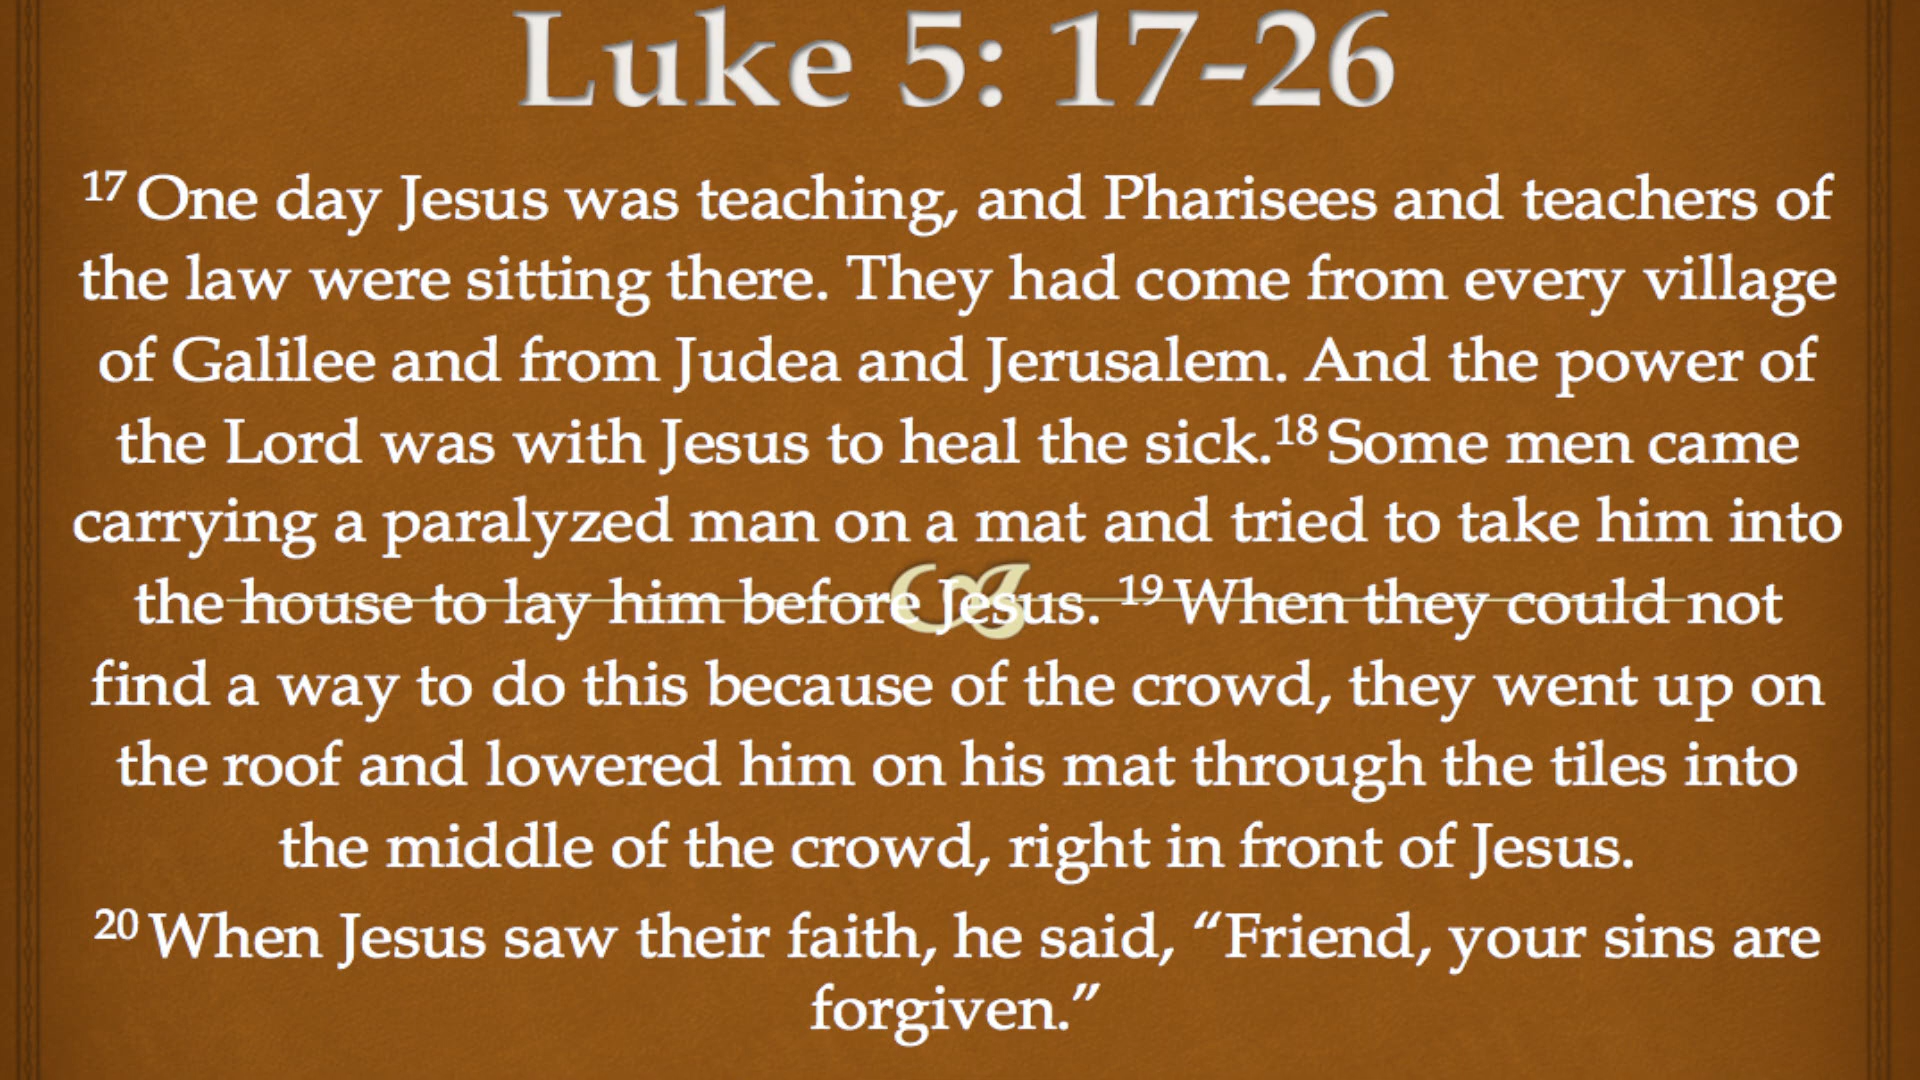 Luke 5: 17-26
17 One day Jesus was teaching, and Pharisees and teachers of
the law were sitting there. They had come from every village
of Galilee and from Judea and Jerusalem. And the power of
the Lord was with Jesus to heal the sick.18 Some men came
carrying a paralyzed man on a mat and tried to take him into
the house to lay him before Jesus. 19 When they could not
find a way to do this because of the crowd, they went up on
the roof and lowered him on his mat through the tiles into
the middle of the crowd, right in front of Jesus.
20 When Jesus saw their faith, he said, “Friend, your sins are
forgiven.”